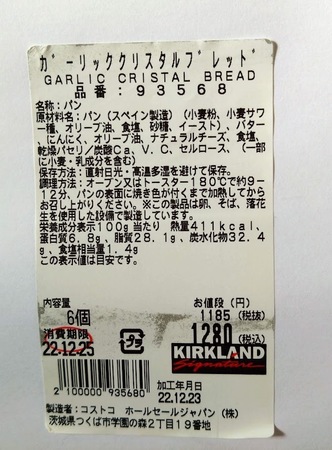 ガーリッククリスタルブレッド
GARLIC CRISTAL BREAD
品番:93568
名称:パン
原材料名:パン(スペイン製造)(小麦粉、小麦サワ
ー種、オリーブ油、食塩、砂糖、イースト)、バター
、にんにく、オリーブ油、ナチュラルチーズ、食塩、
乾燥パセリ/炭酸Ca、V.C、セルロース、(一部
に小麦・乳成分を含む)
保存方法:直射日光・高温多湿を避けて保存。
調理方法:オーブン又はトースター180℃で約9-
12分、パンの表面に焼き色が付くまで加熱してから
お召し上がりください。※この製品は卵、そば、落花
生を使用した設備で製造しています。
栄養成分表示100g当たり 熱量411kcal、
蛋白質6.8g、脂質28.1g、炭水化物32.4
g、食塩相当量1.4g
この表示値は目安です。
内容量 お値段(円)
6個 1185(税抜)
消費期限 1280(税込)
22.12.25
KIRKLAND
Signature
加工年月日
2 100000 935680 22.12.23
製造者:コストコ ホールセールジャパン(株)
茨城県つくば市学園の森2丁目19番地